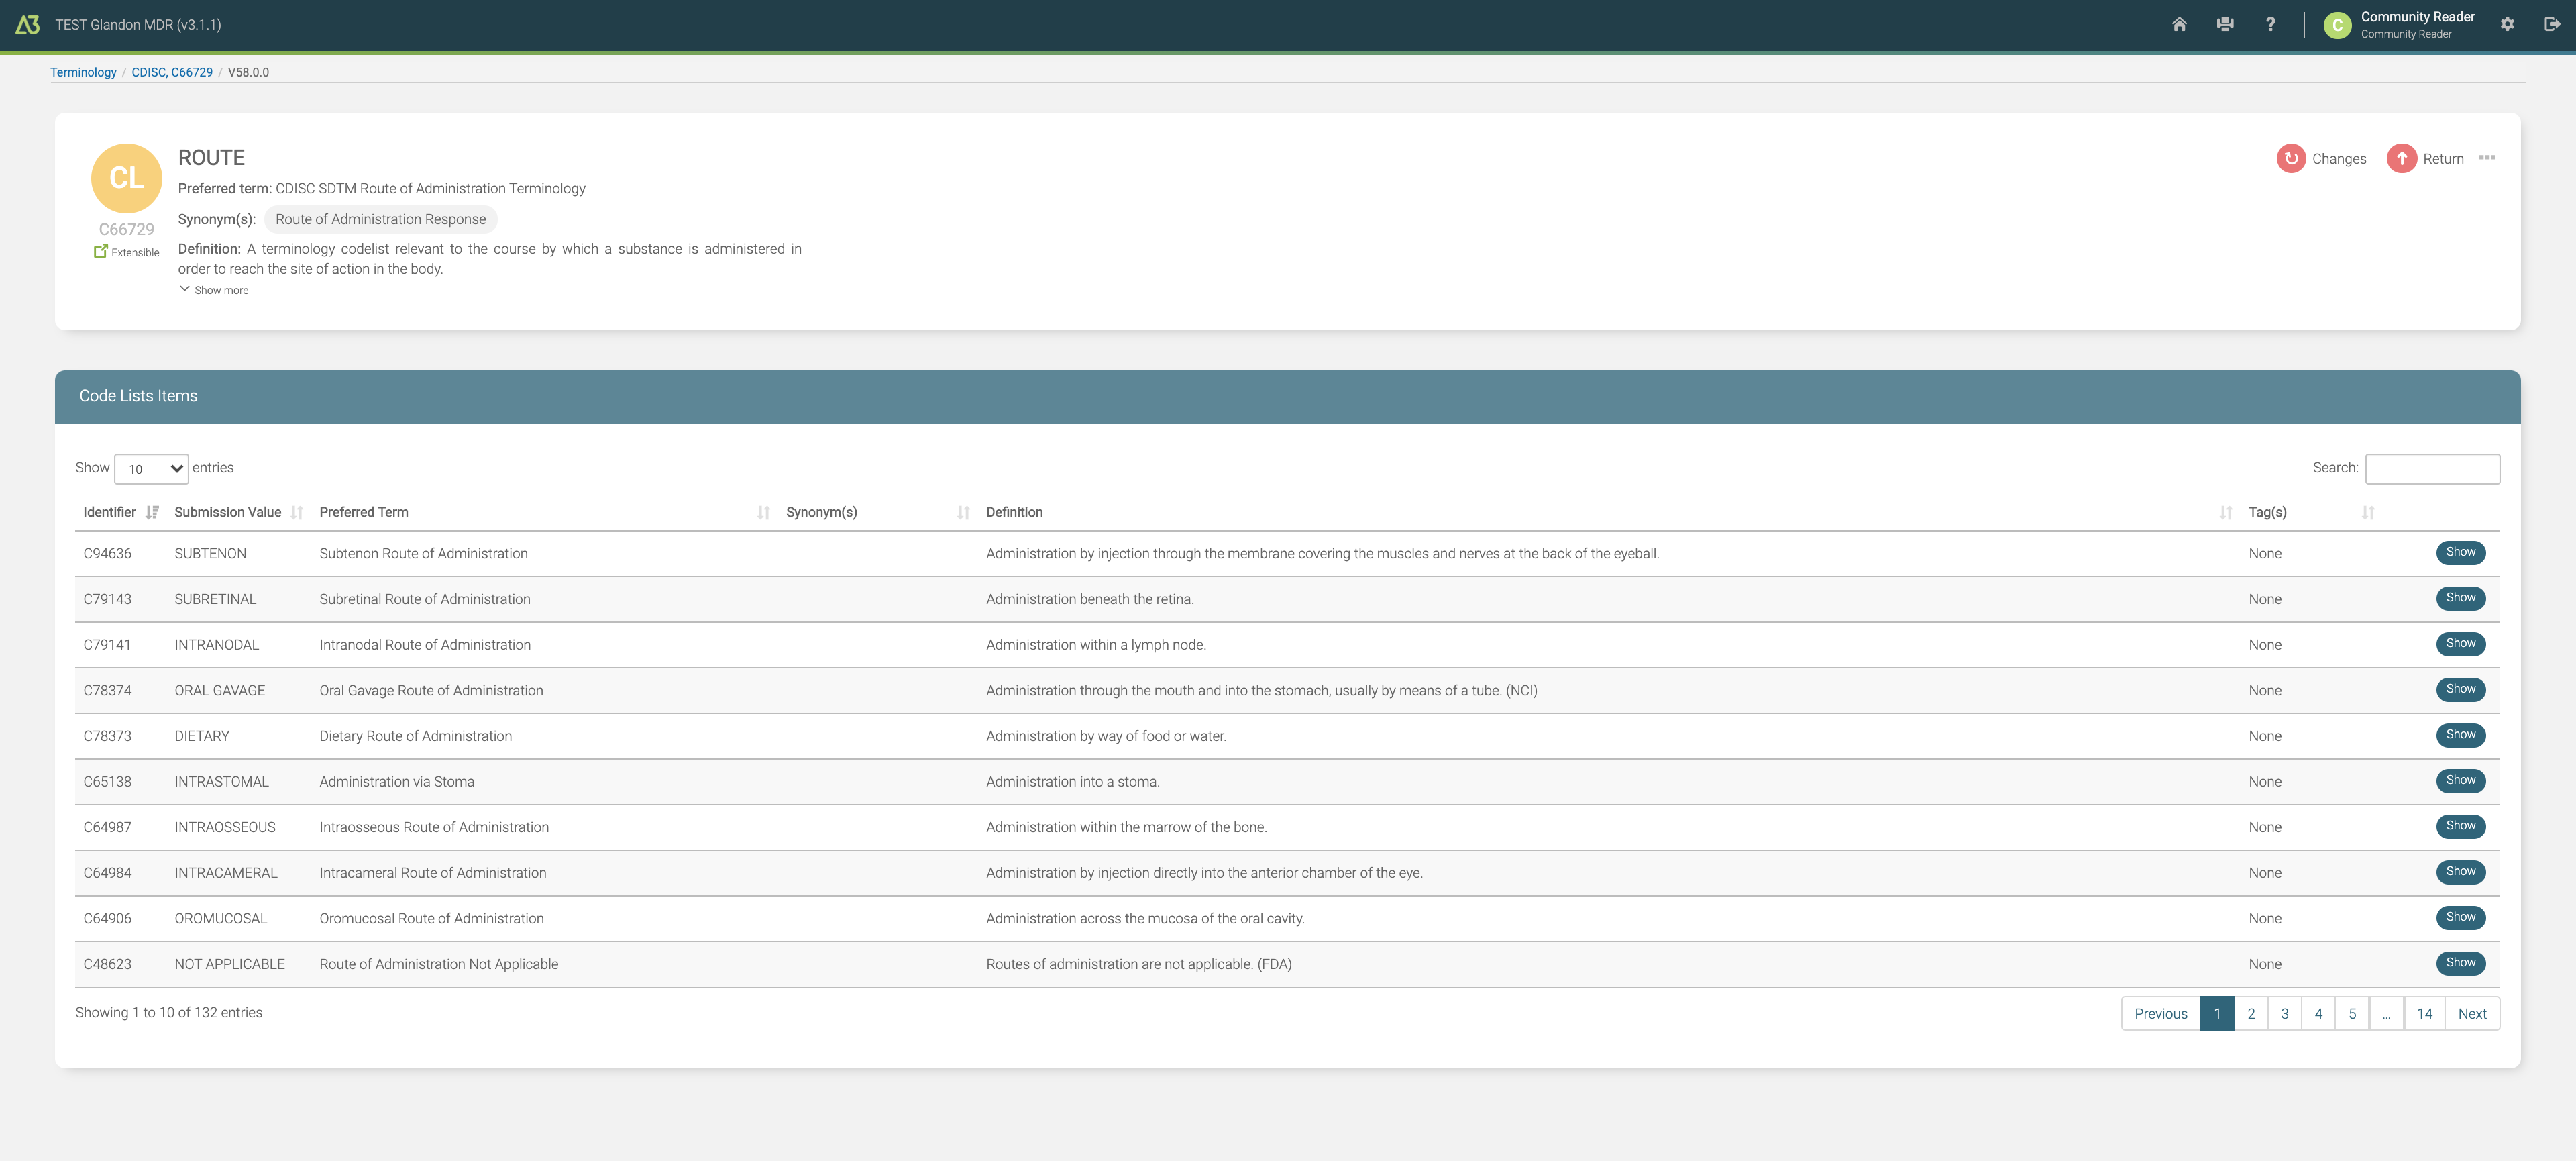 TEST Glandon MDR (v3.1.1)
C
Community Reader
Community Reader
Terminology / CDISC, C66729 / V58.0.0
CL
C66729
Extensible
ROUTE
Preferred term: CDISC SDTM Route of Administration Terminology
Synonym(s): Route of Administration Response
Definition: A terminology codelist relevant to the course by which a substance is administered in
order to reach the site of action in the body.
Show more
Changes
Return
Code Lists Items
Show 10 entries
Search:
Identifier Submission Value Preferred Term Synonym(s) Definition Tag(s)
C94636 SUBTENON Subtenon Route of Administration Administration by injection through the membrane covering the muscles and nerves at the back of the eyeball. None Show
C79143 SUBRETINAL Subretinal Route of Administration Administration beneath the retina. None Show
C79141 INTRANODAL Intranodal Route of Administration Administration within a lymph node. None Show
C78374 ORAL GAVAGE Oral Gavage Route of Administration Administration through the mouth and into the stomach, usually by means of a tube. (NCI) None Show
C78373 DIETARY Dietary Route of Administration Administration by way of food or water. None Show
C65138 INTRASTOMAL Administration via Stoma Administration into a stoma. None Show
C64987 INTRAOSSEOUS Intraosseous Route of Administration Administration within the marrow of the bone. None Show
C64984 INTRACAMERAL Intracameral Route of Administration Administration by injection directly into the anterior chamber of the eye. None Show
C64906 OROMUCOSAL Oromucosal Route of Administration Administration across the mucosa of the oral cavity. None Show
C48623 NOT APPLICABLE Route of Administration Not Applicable Routes of administration are not applicable. (FDA) None Show
Showing 1 to 10 of 132 entries
Previous 1 2 3 4 5 … 14 Next